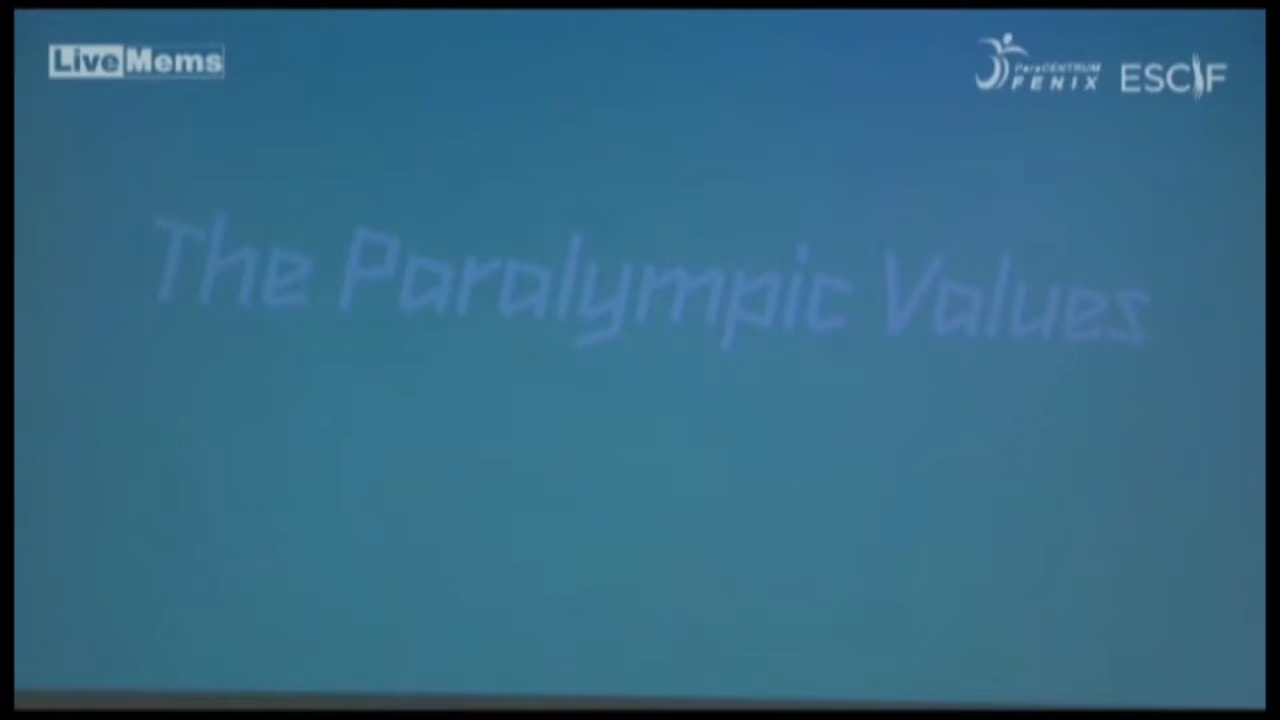 LiveMems
ParaCENTRUM
FENIX
ESCIF
The Paralympic Values